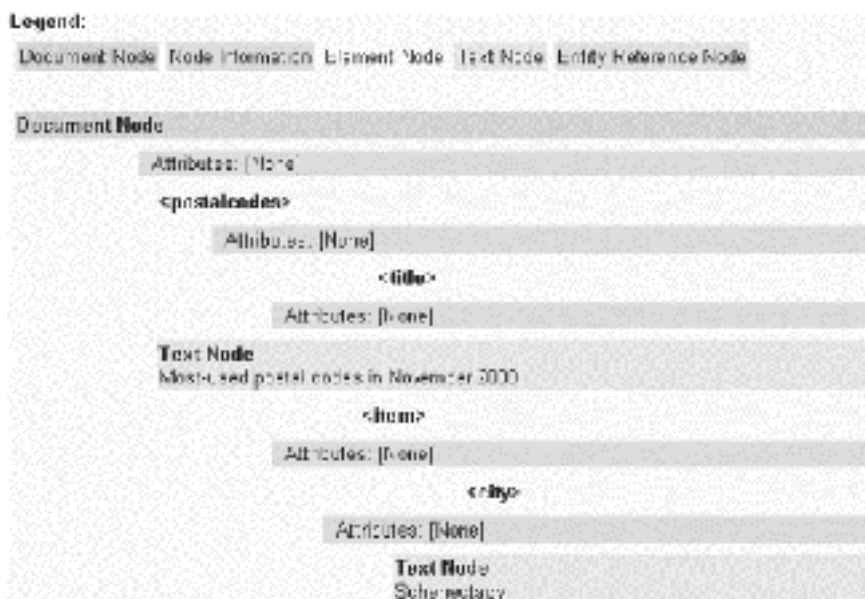 Legend:
Document Node Node Information Element Node Text Node Entity Reference Node
Document Node
Attributes: [None]
<postalcodes>
Attributes: [None]
<title>
Attributes: [None]
Text Node
Most-used postal codes in November 2000
<item>
Attributes: [None]
<city>
Attributes: [None]
Text Node
Schenectady